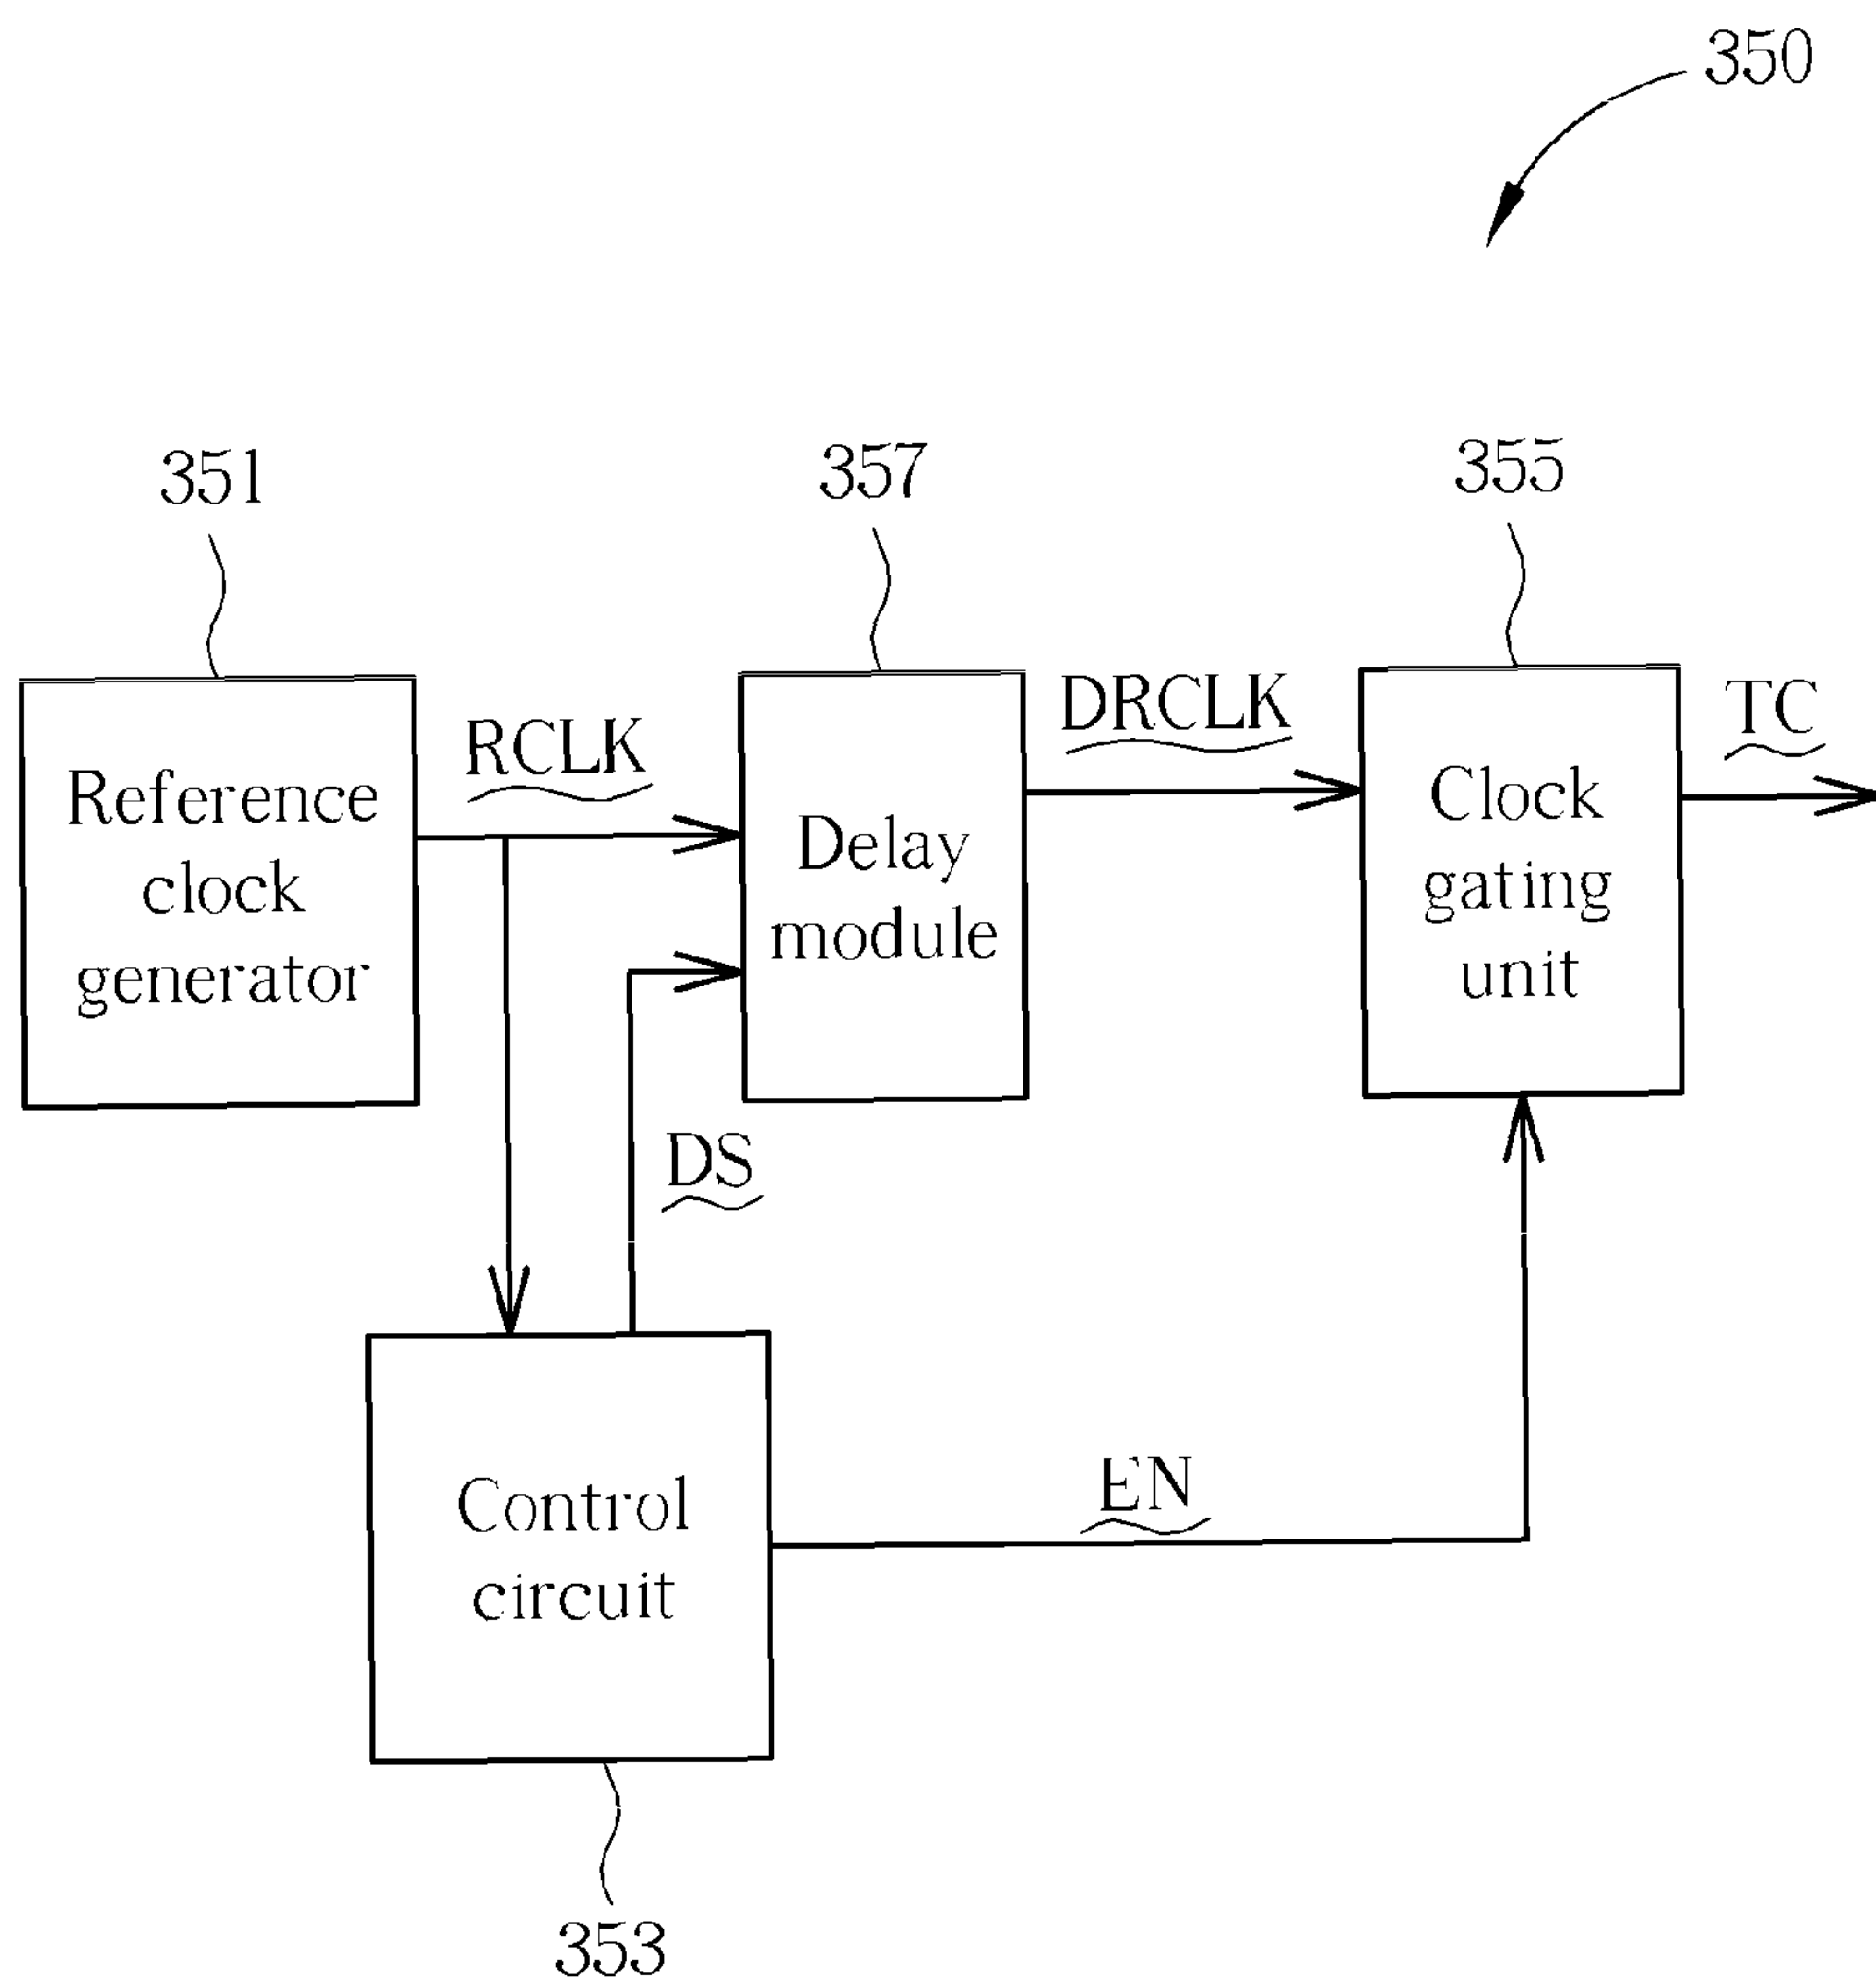 350
351
357
355
RCLK
DRCLK
TC
Reference
clock
generator
Delay
module
Clock
gating
unit
DS
EN
Control
circuit
353